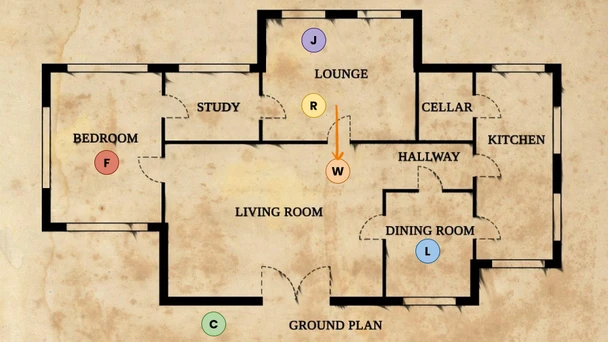 J
LOUNGE
R
STUDY
CELLAR
BEDROOM
KITCHEN
F
HALLWAY
W
LIVING ROOM
DINING ROOM
L
C
GROUND PLAN